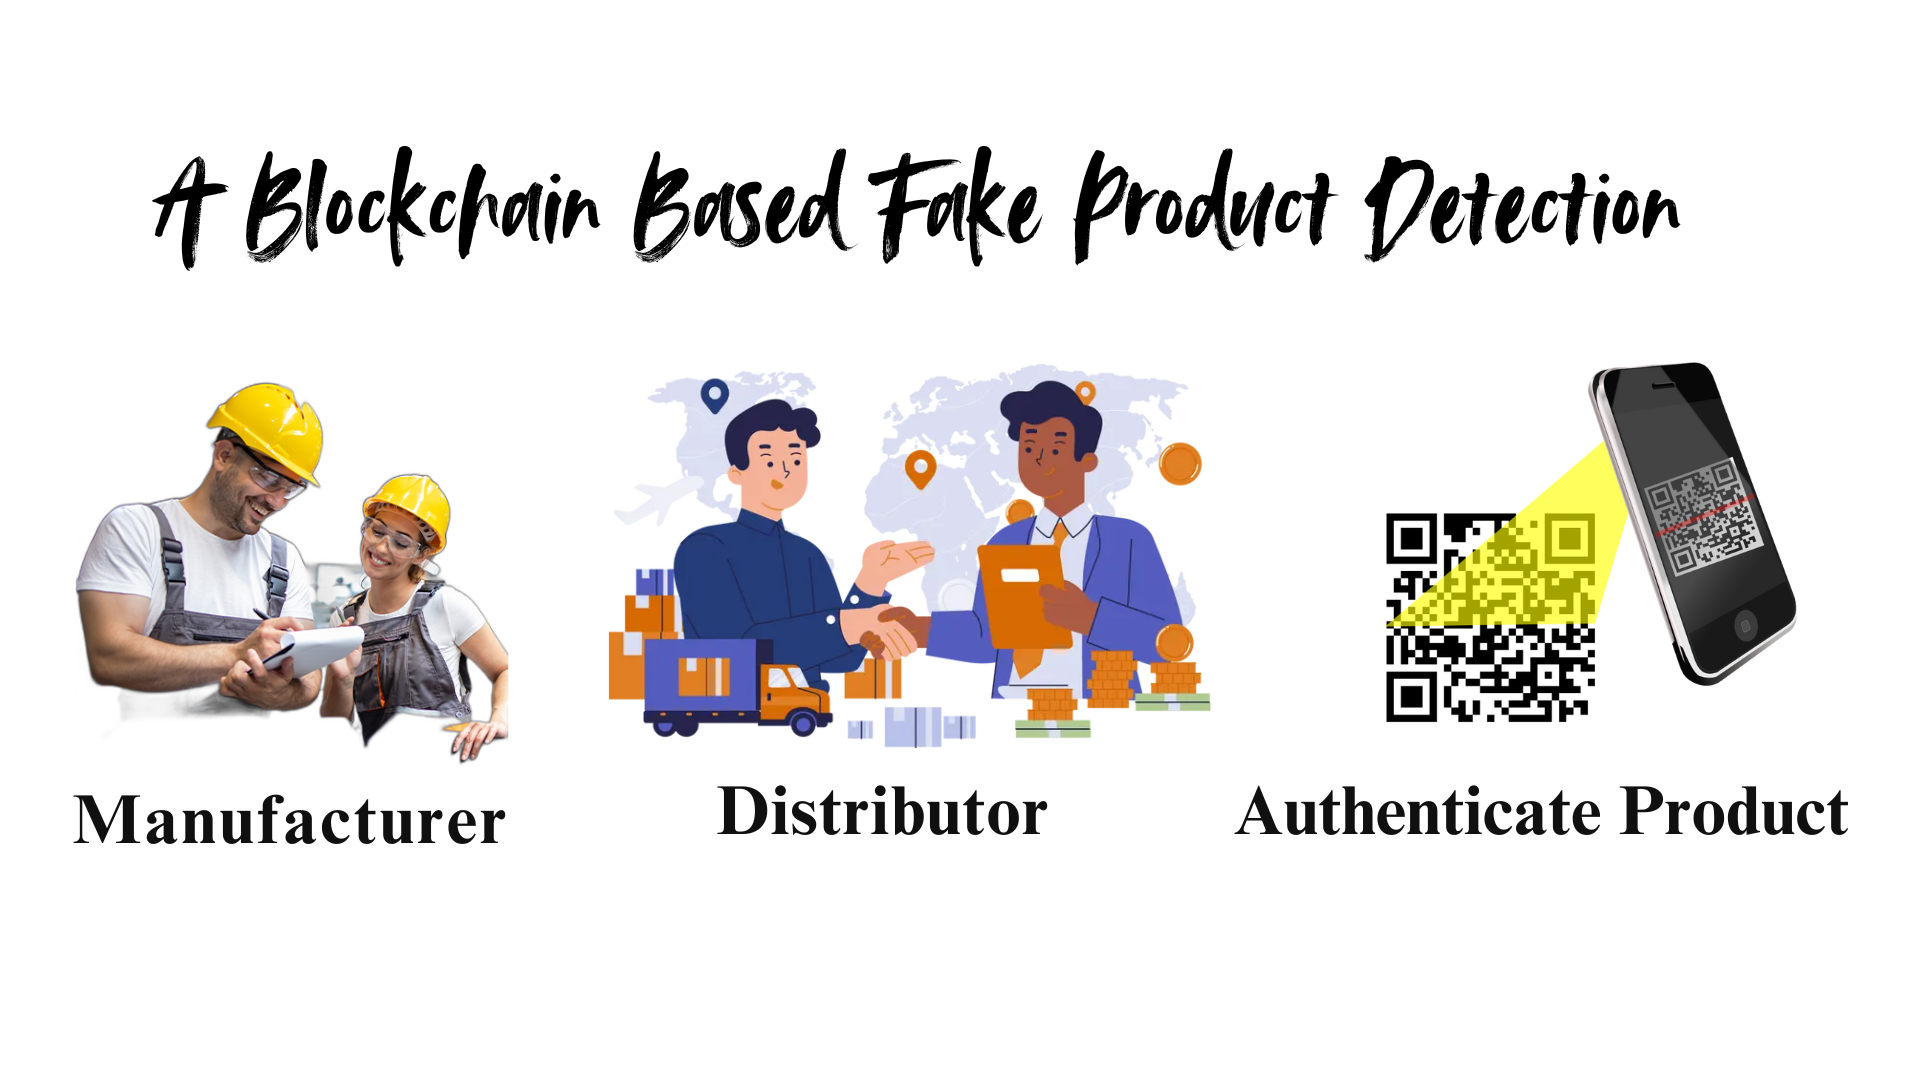 A Blockchain Based Fake Product Detection
Manufacturer
Distributor
Authenticate Product